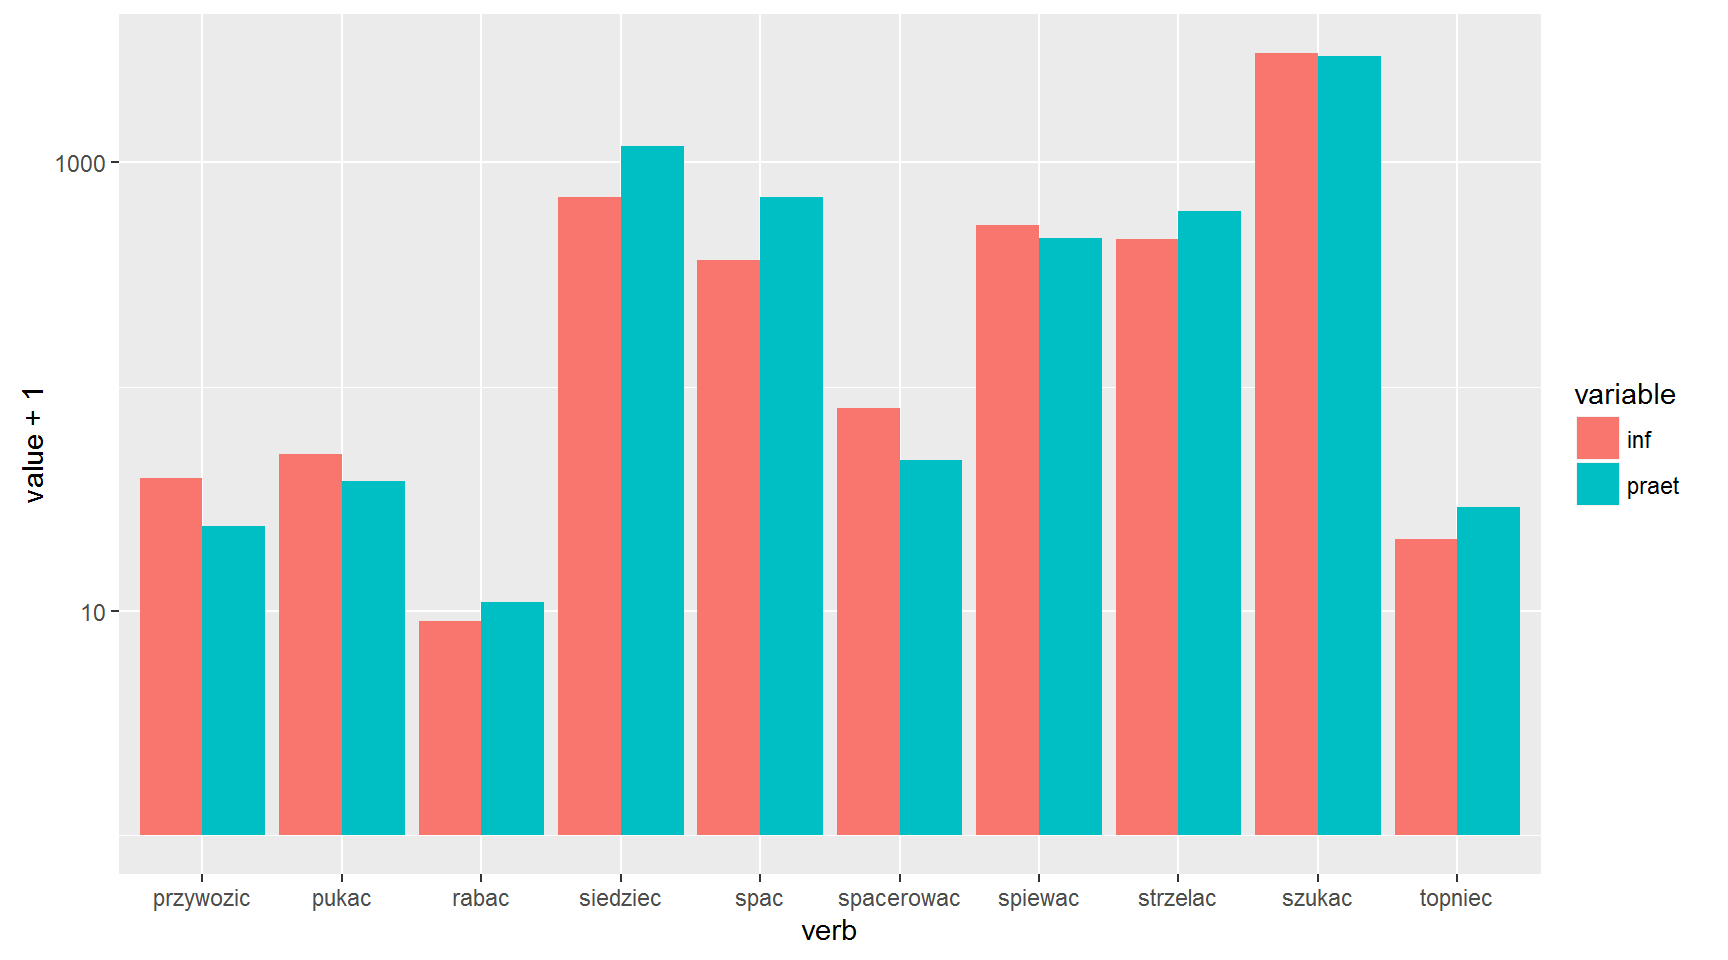 1000
10
value + 1
przywozic pukac rabac siedziec spac spacerowac spiewac strzelac szukac topniec
verb
variable
inf
praet